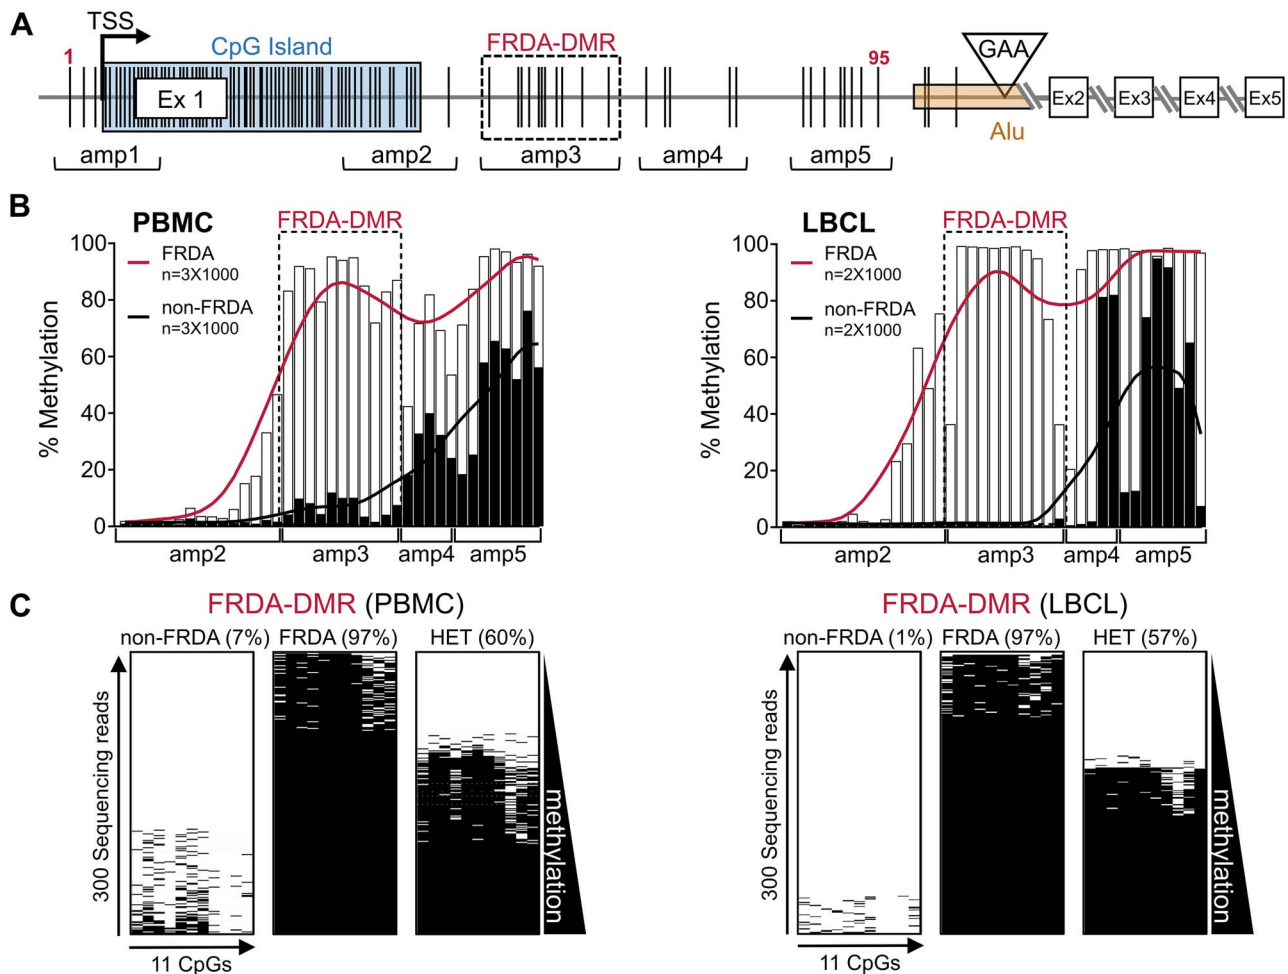 A
TSS
1
CpG Island
FRDA-DMR
95
GAA
Ex 1
Ex2
Ex3
Ex4
Ex5
Alu
amp1
amp2
amp3
amp4
amp5
B
PBMC
FRDA-DMR
FRDA
n=3X1000
non-FRDA
n=3X1000
% Methylation
100
80
60
40
20
0
amp2
amp3
amp4
amp5
LBCL
FRDA-DMR
FRDA
n=2X1000
non-FRDA
n=2X1000
% Methylation
100
80
60
40
20
0
amp2
amp3
amp4
amp5
C
FRDA-DMR (PBMC)
non-FRDA (7%)
FRDA (97%)
HET (60%)
300 Sequencing reads
methylation
11 CpGs
FRDA-DMR (LBCL)
non-FRDA (1%)
FRDA (97%)
HET (57%)
300 Sequencing reads
methylation
11 CpGs